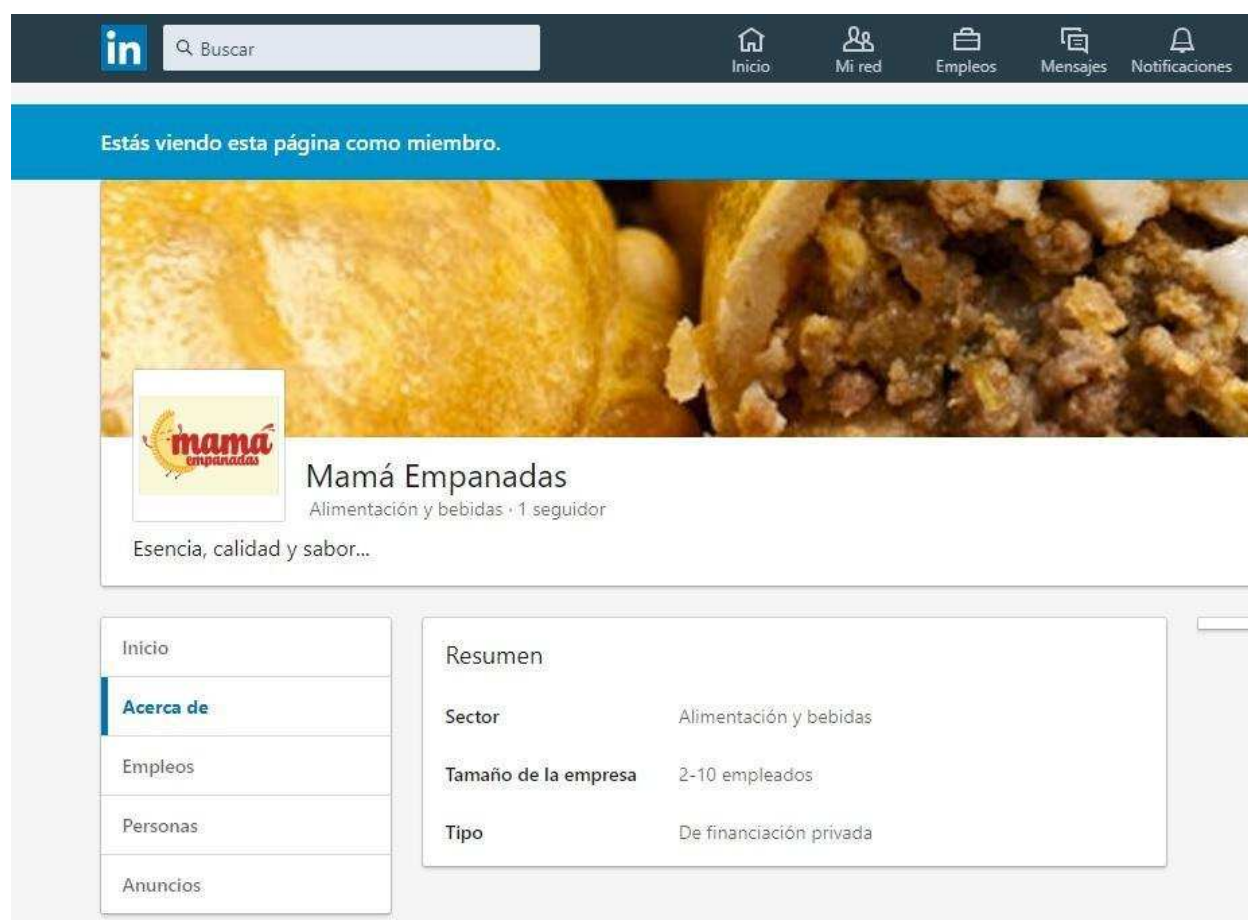 in Buscar
Inicio Mi red Empleos Mensajes Notificaciones
Estás viendo esta página como miembro.
mamá
empanadas
Mamá Empanadas
Alimentación y bebidas · 1 seguidor
Esencia, calidad y sabor...
Inicio
Acerca de
Empleos
Personas
Anuncios
Resumen
Sector Alimentación y bebidas
Tamaño de la empresa 2-10 empleados
Tipo De financiación privada